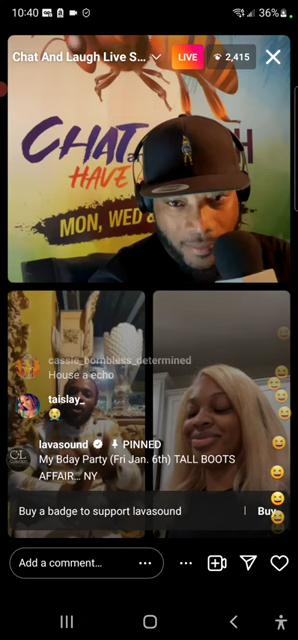 10:40
36%
Chat And Laugh Live S...
LIVE
2,415
CHAT
H
HAVE
MON, WED &
cassie_bornbless_determined
House a echo
taislay_
😭
lavasound PINNED
My Bday Party (Fri Jan. 6th) TALL BOOTS
AFFAIR... NY
Buy a badge to support lavasound
Buy
Add a comment...